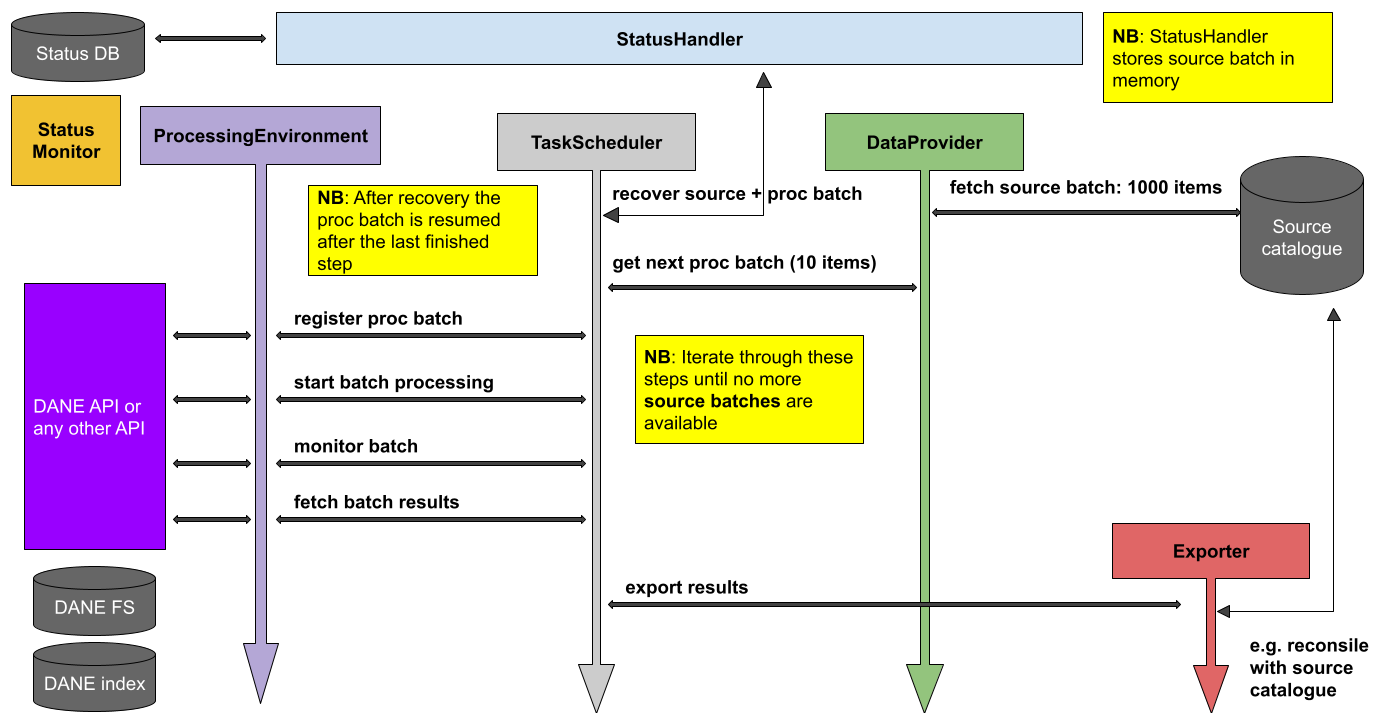 Status DB
StatusHandler
NB: StatusHandler
stores source batch in
memory
Status
Monitor
ProcessingEnvironment
TaskScheduler
DataProvider
NB: After recovery the
proc batch is resumed
after the last finished
step
recover source + proc batch
fetch source batch: 1000 items
Source
catalogue
get next proc batch (10 items)
register proc batch
NB: Iterate through these
steps until no more
source batches are
available
start batch processing
DANE API or
any other API
monitor batch
fetch batch results
Exporter
export results
DANE FS
e.g. reconsile
with source
catalogue
DANE index